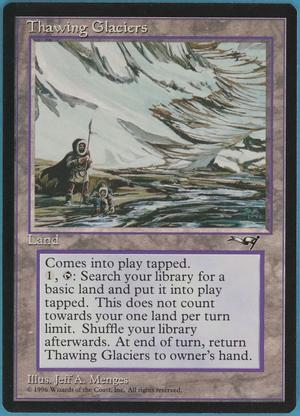 Thawing Glaciers
Land
Comes into play tapped.
1, : Search your library for a
basic land and put it into play
tapped. This does not count
towards your one land per turn
limit. Shuffle your library
afterwards. At end of turn, return
Thawing Glaciers to owner's hand.
Illus. Jeff A. Menges
© 1996 Wizards of the Coast, Inc. All rights reserved.